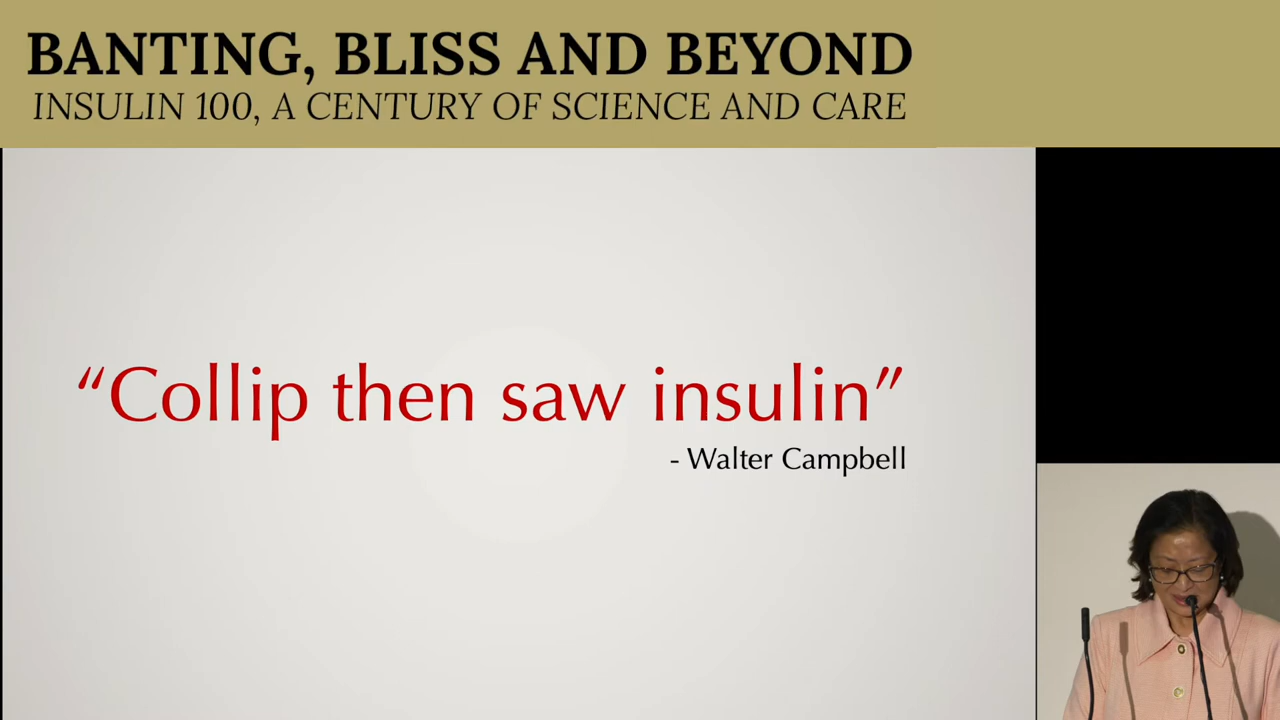 BANTING, BLISS AND BEYOND
INSULIN 100, A CENTURY OF SCIENCE AND CARE
“Collip then saw insulin”
- Walter Campbell